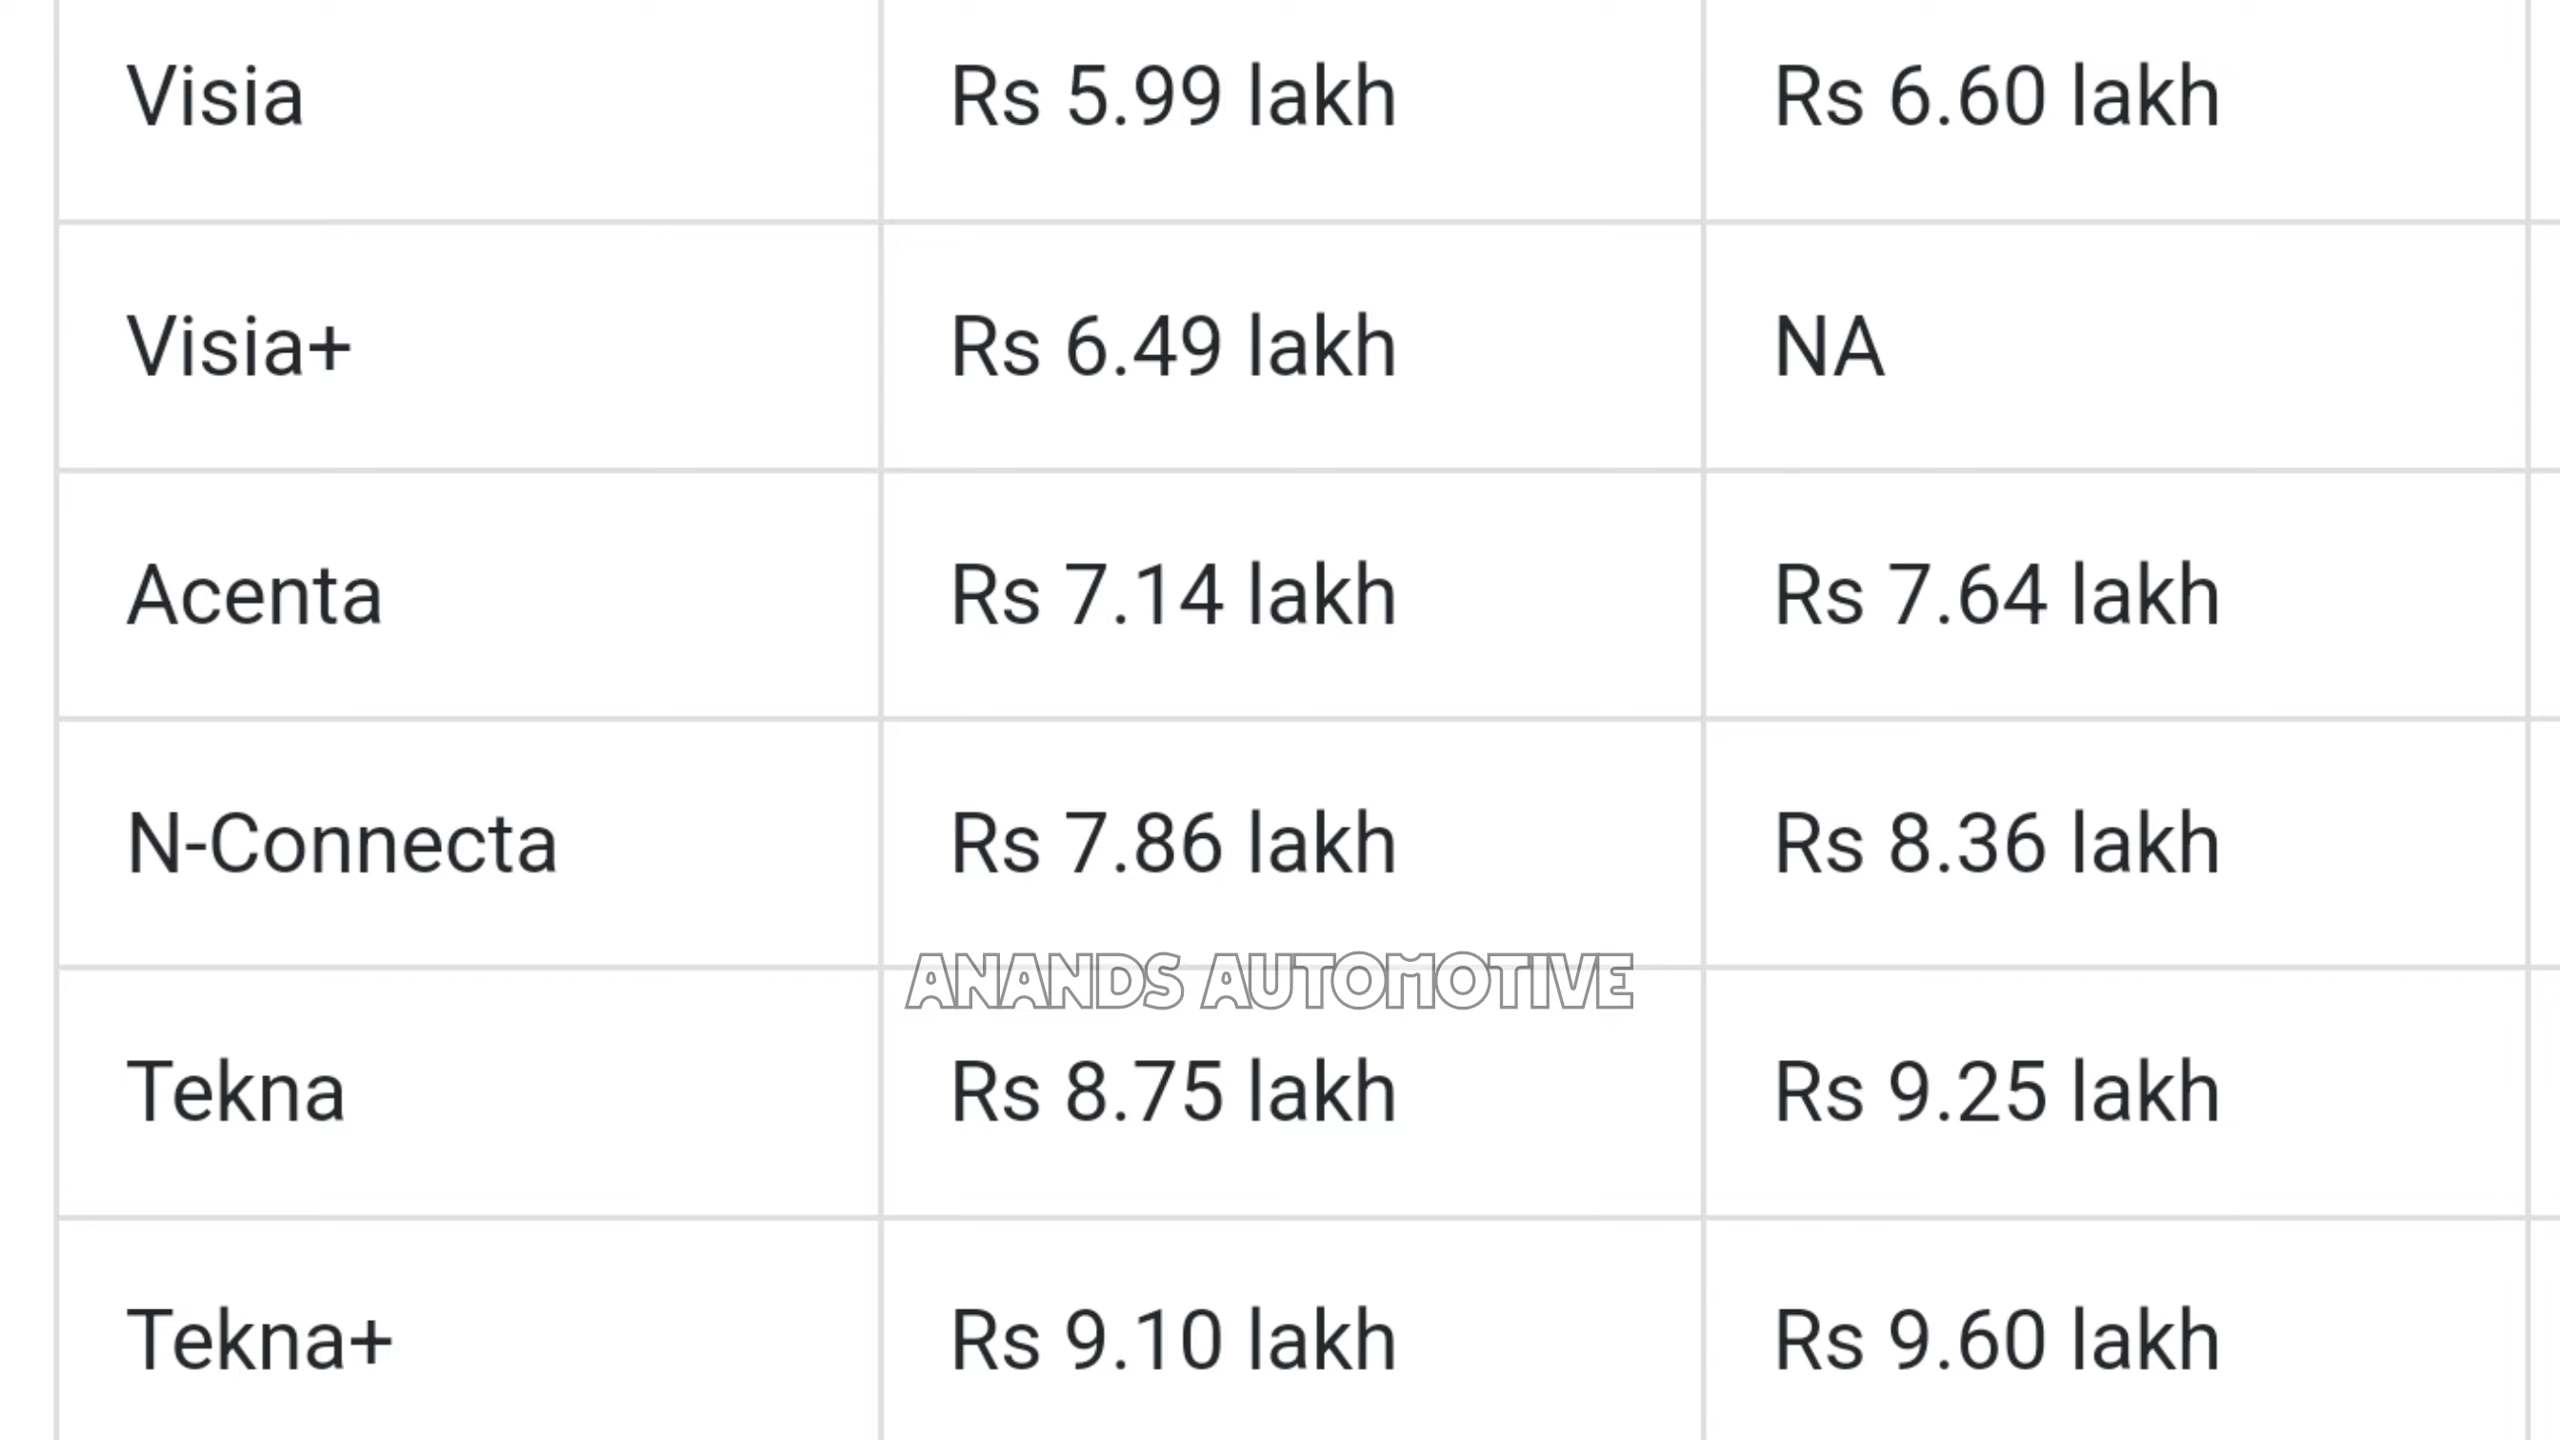 Visia Rs 5.99 lakh Rs 6.60 lakh
Visia+ Rs 6.49 lakh NA
Acenta Rs 7.14 lakh Rs 7.64 lakh
N-Connecta Rs 7.86 lakh Rs 8.36 lakh
ANANDS AUTOMOTIVE
Tekna Rs 8.75 lakh Rs 9.25 lakh
Tekna+ Rs 9.10 lakh Rs 9.60 lakh